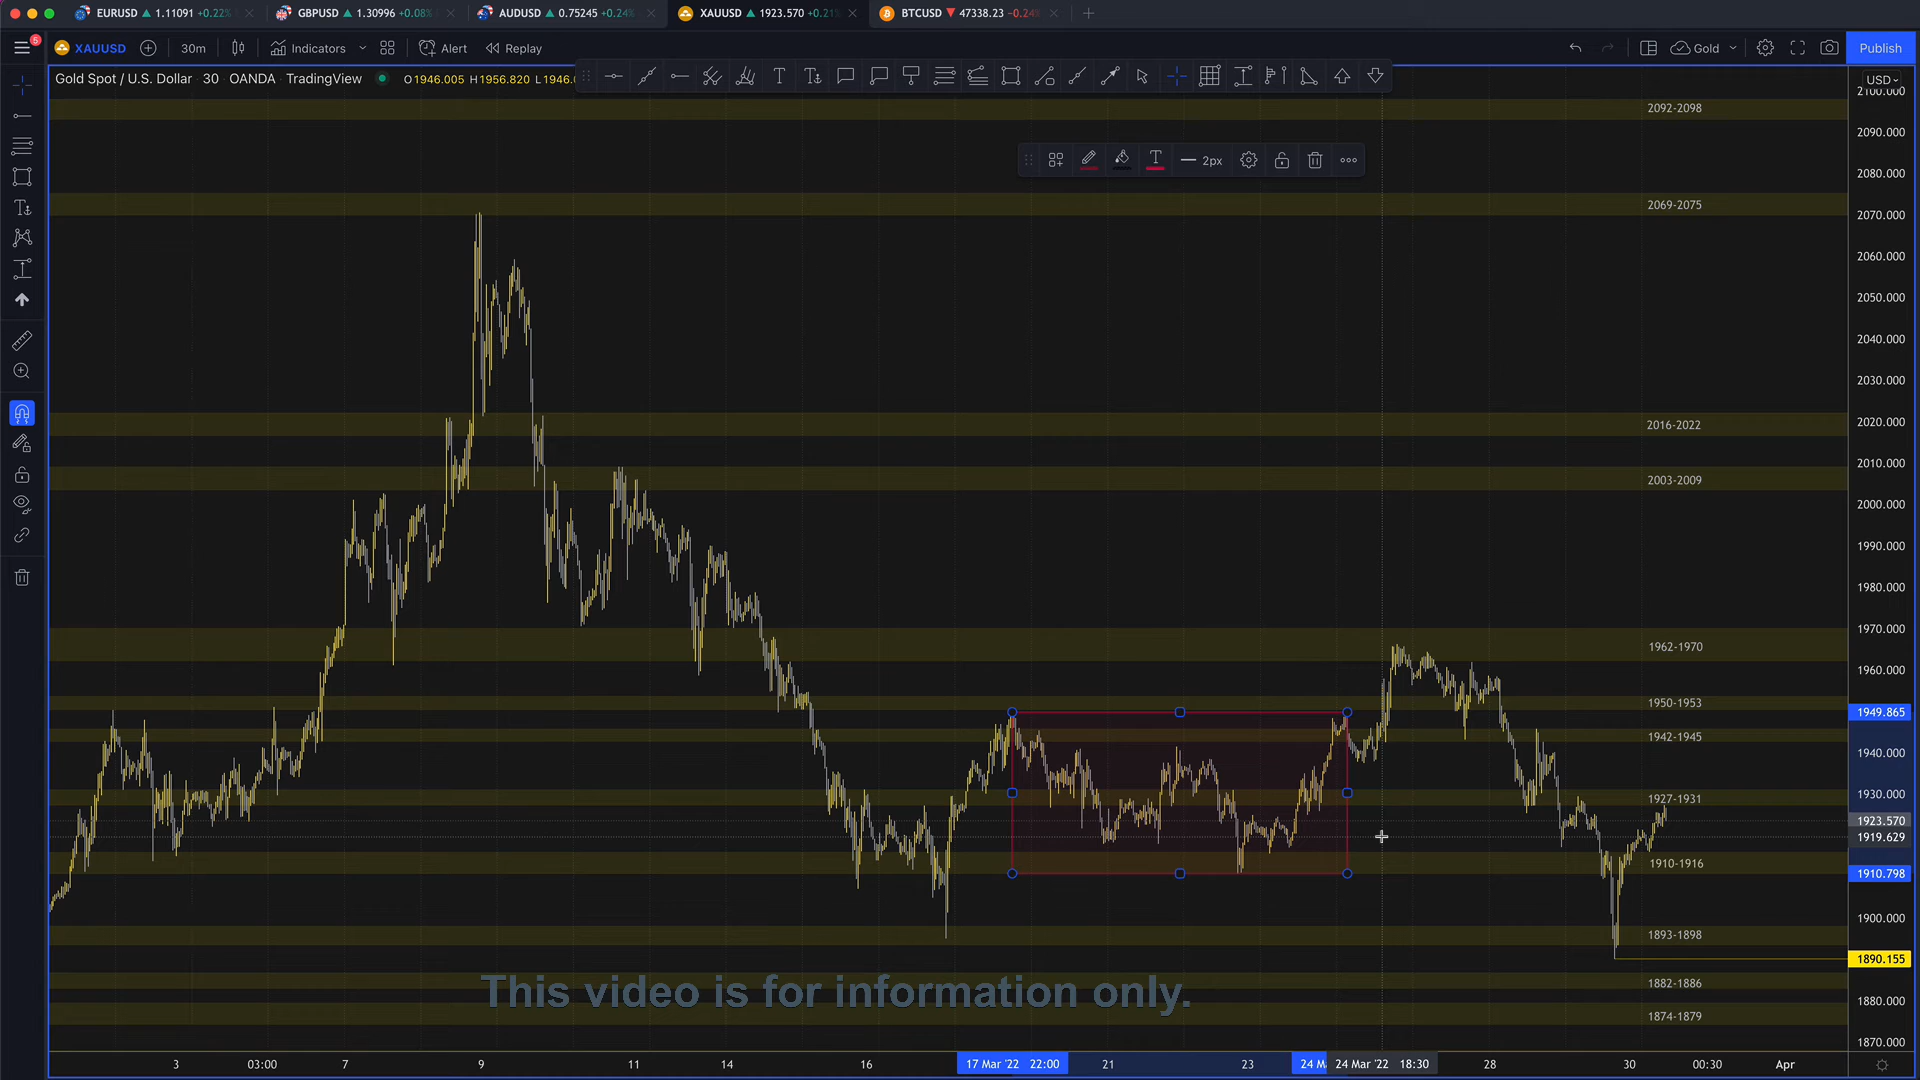 EURUSD ▲ 1.11091 +0.22%
GBPUSD ▲ 1.30996 +0.08%
AUDUSD ▲ 0.75245 +0.24%
XAUUSD ▲ 1923.570 +0.21%
BTCUSD ▼ 47338.23 -0.24%
5
XAUUSD
30m
Indicators
Alert
Replay
Gold
Publish
Gold Spot / U.S. Dollar · 30 · OANDA · TradingView
O1946.005 H1956.820 L1946.
USD
2100.000
2092-2098
2090.000
2px
2080.000
2069-2075
2070.000
2060.000
2050.000
2040.000
2030.000
2016-2022
2020.000
2010.000
2003-2009
2000.000
1990.000
1980.000
1970.000
1962-1970
1960.000
1950-1953
1949.865
1942-1945
1940.000
1927-1931
1930.000
1923.570
1919.629
1910-1916
1910.798
1900.000
1893-1898
1890.155
1882-1886
This video is for information only.
1880.000
1874-1879
1870.000
3 03:00 7 9 11 14 16 17 Mar '22 22:00 21 23 24 M 24 Mar '22 18:30 28 30 00:30 Apr